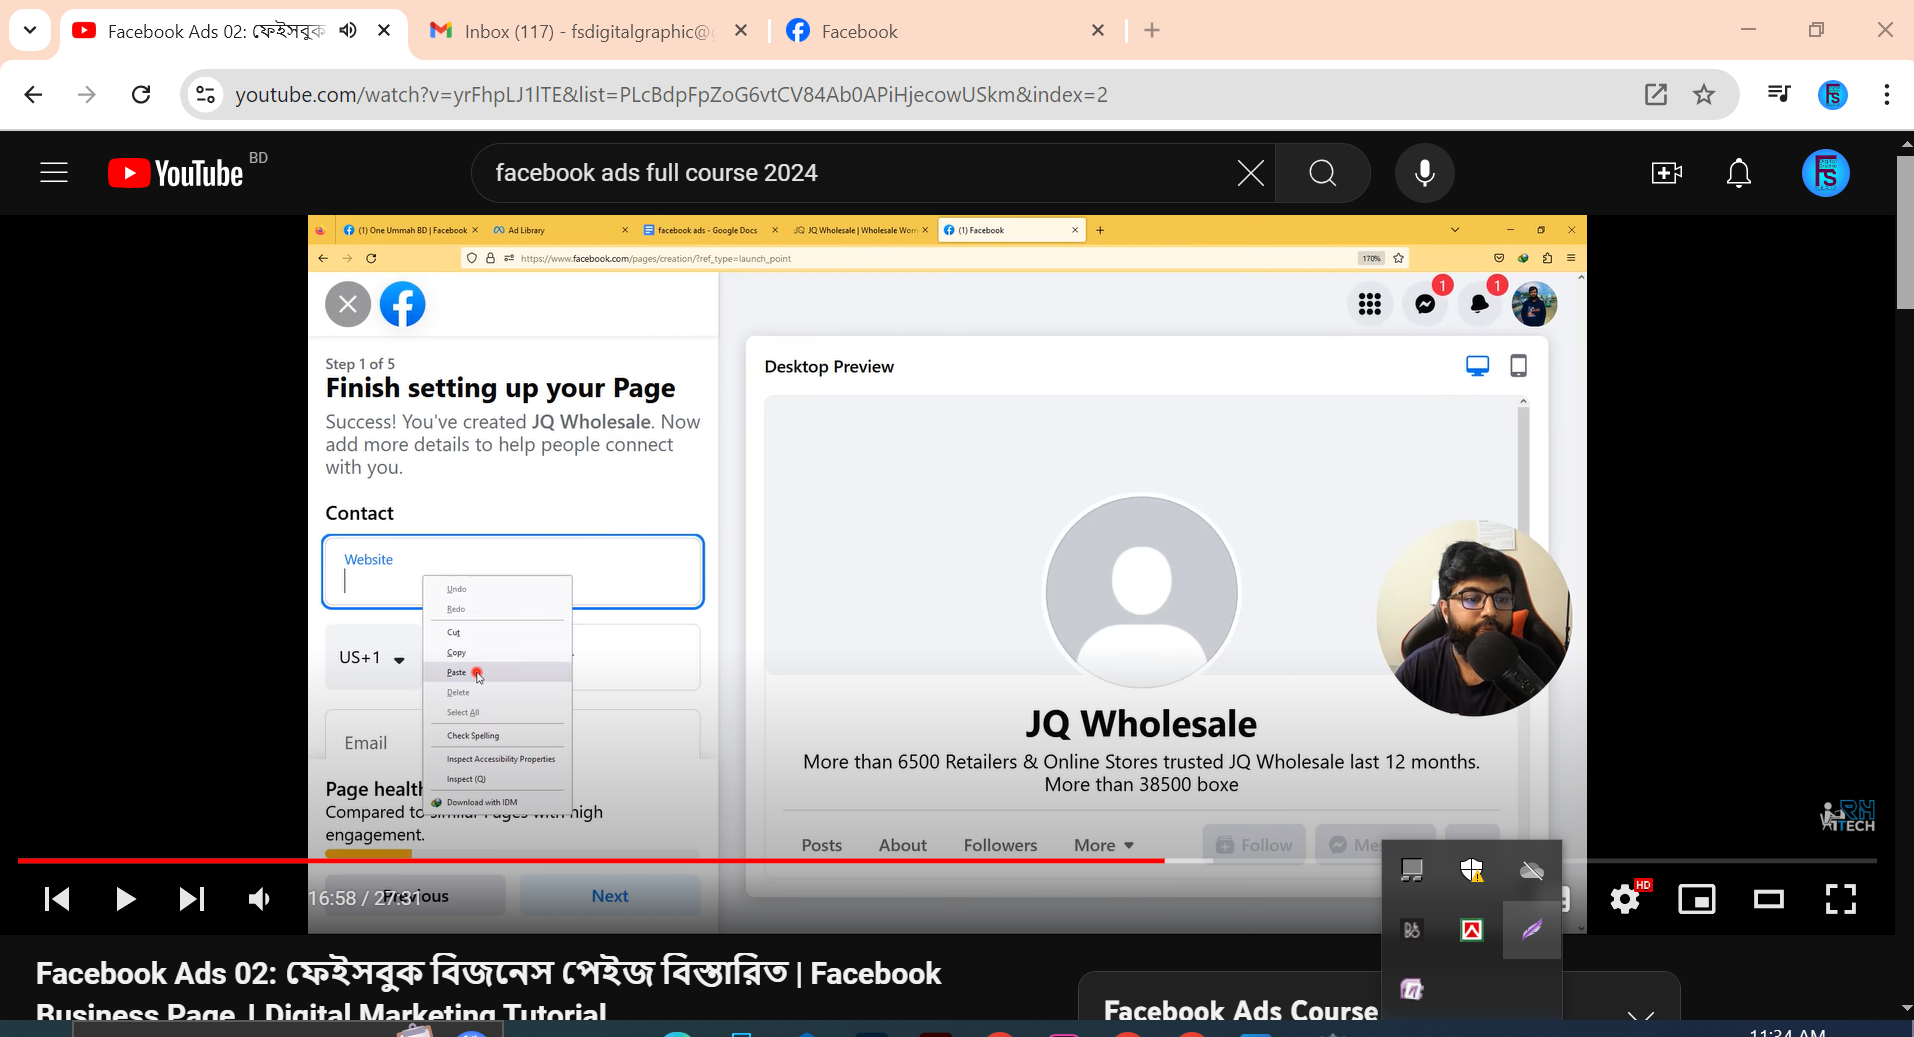 Facebook Ads 02: ফেইসবুক
Inbox (117) - fsdigitalgraphic@
Facebook
youtube.com/watch?v=yrFhpLJ1lTE&list=PLcBdpFpZoG6vtCV84Ab0APiHjecowUSkm&index=2
YouTube
BD
facebook ads full course 2024
(1) One Ummah BD | Facebook
Ad Library
facebook ads - Google Docs
JQ JQ Wholesale | Wholesale Wom
(1) Facebook
https://www.facebook.com/pages/creation/?ref_type=launch_point
170%
1
1
Step 1 of 5
Finish setting up your Page
Success! You've created JQ Wholesale. Now
add more details to help people connect
with you.
Contact
Website
US+1
Email
Undo
Redo
Cut
Copy
Paste
Delete
Select All
Check Spelling
Inspect Accessibility Properties
Inspect (Q)
Download with IDM
Page health
Compared to similar Pages with high
engagement.
Previous
Next
Desktop Preview
JQ Wholesale
More than 6500 Retailers & Online Stores trusted JQ Wholesale last 12 months.
More than 38500 boxe
Posts
About
Followers
More
Follow
Mes
RH
TECH
16:58 / 27:31
HD
Facebook Ads 02: ফেইসবুক বিজনেস পেইজ বিস্তারিত | Facebook
Business Page | Digital Marketing Tutorial
Facebook Ads Course
11:34 AM